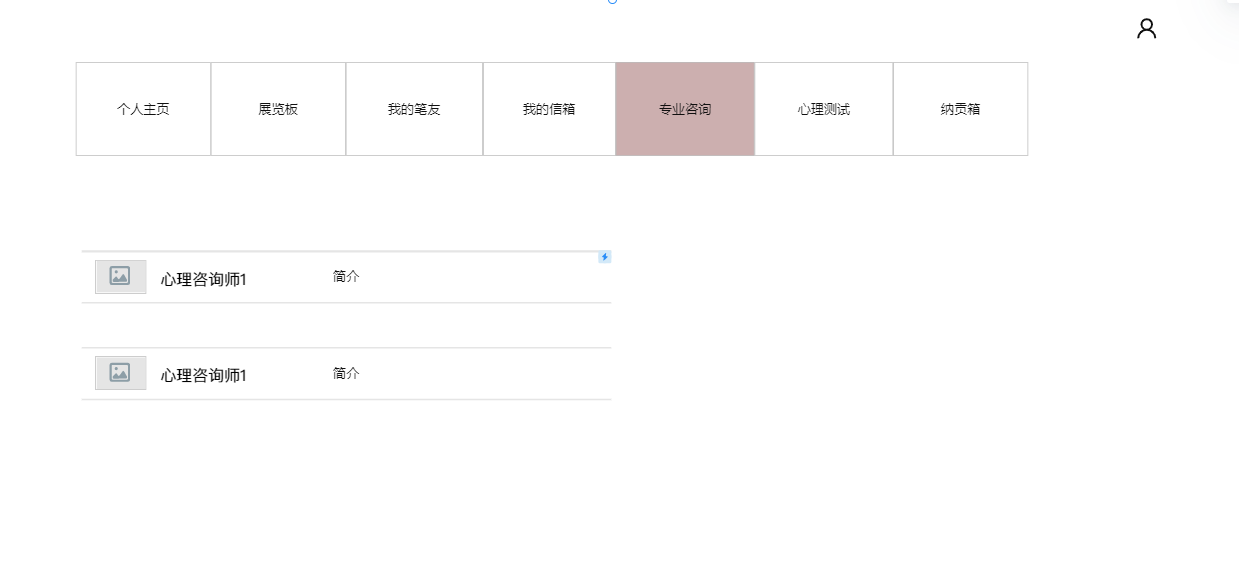 个人主页
展览板
我的笔友
我的信箱
专业咨询
心理测试
纳贡箱
心理咨询师1
简介
心理咨询师1
简介